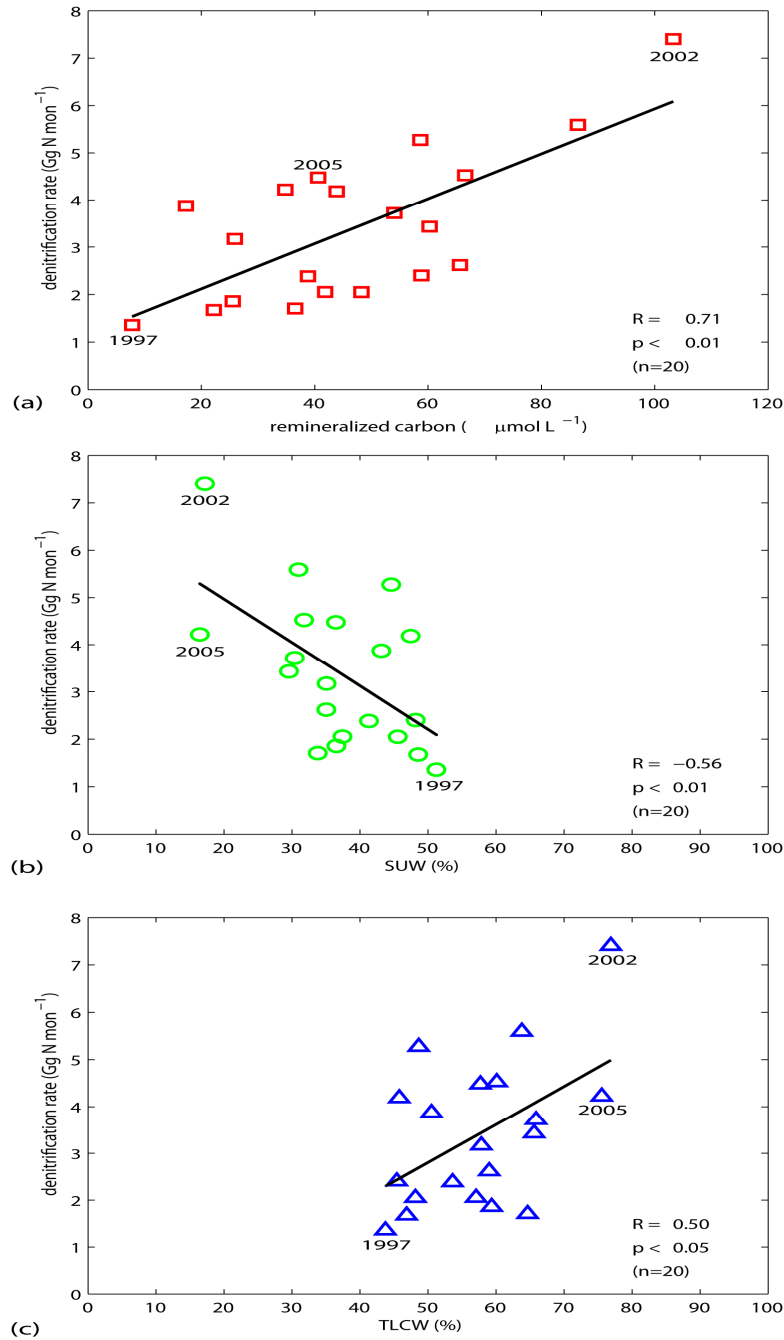 8
7
6
5
4
3
2
1
0
denitrification rate (Gg N mon⁻¹)
2002
2005
1997
R = 0.71
p < 0.01
(n=20)
(a)
0 20 40 60 80 100 120
remineralized carbon ( μmol L ⁻¹)
8
7
6
5
4
3
2
1
0
denitrification rate (Gg N mon⁻¹)
2002
2005
1997
R = −0.56
p < 0.01
(n=20)
(b)
0 10 20 30 40 50 60 70 80 90 100
SUW (%)
8
7
6
5
4
3
2
1
0
denitrification rate (Gg N mon⁻¹)
2002
2005
1997
R = 0.50
p < 0.05
(n=20)
(c)
0 10 20 30 40 50 60 70 80 90 100
TLCW (%)